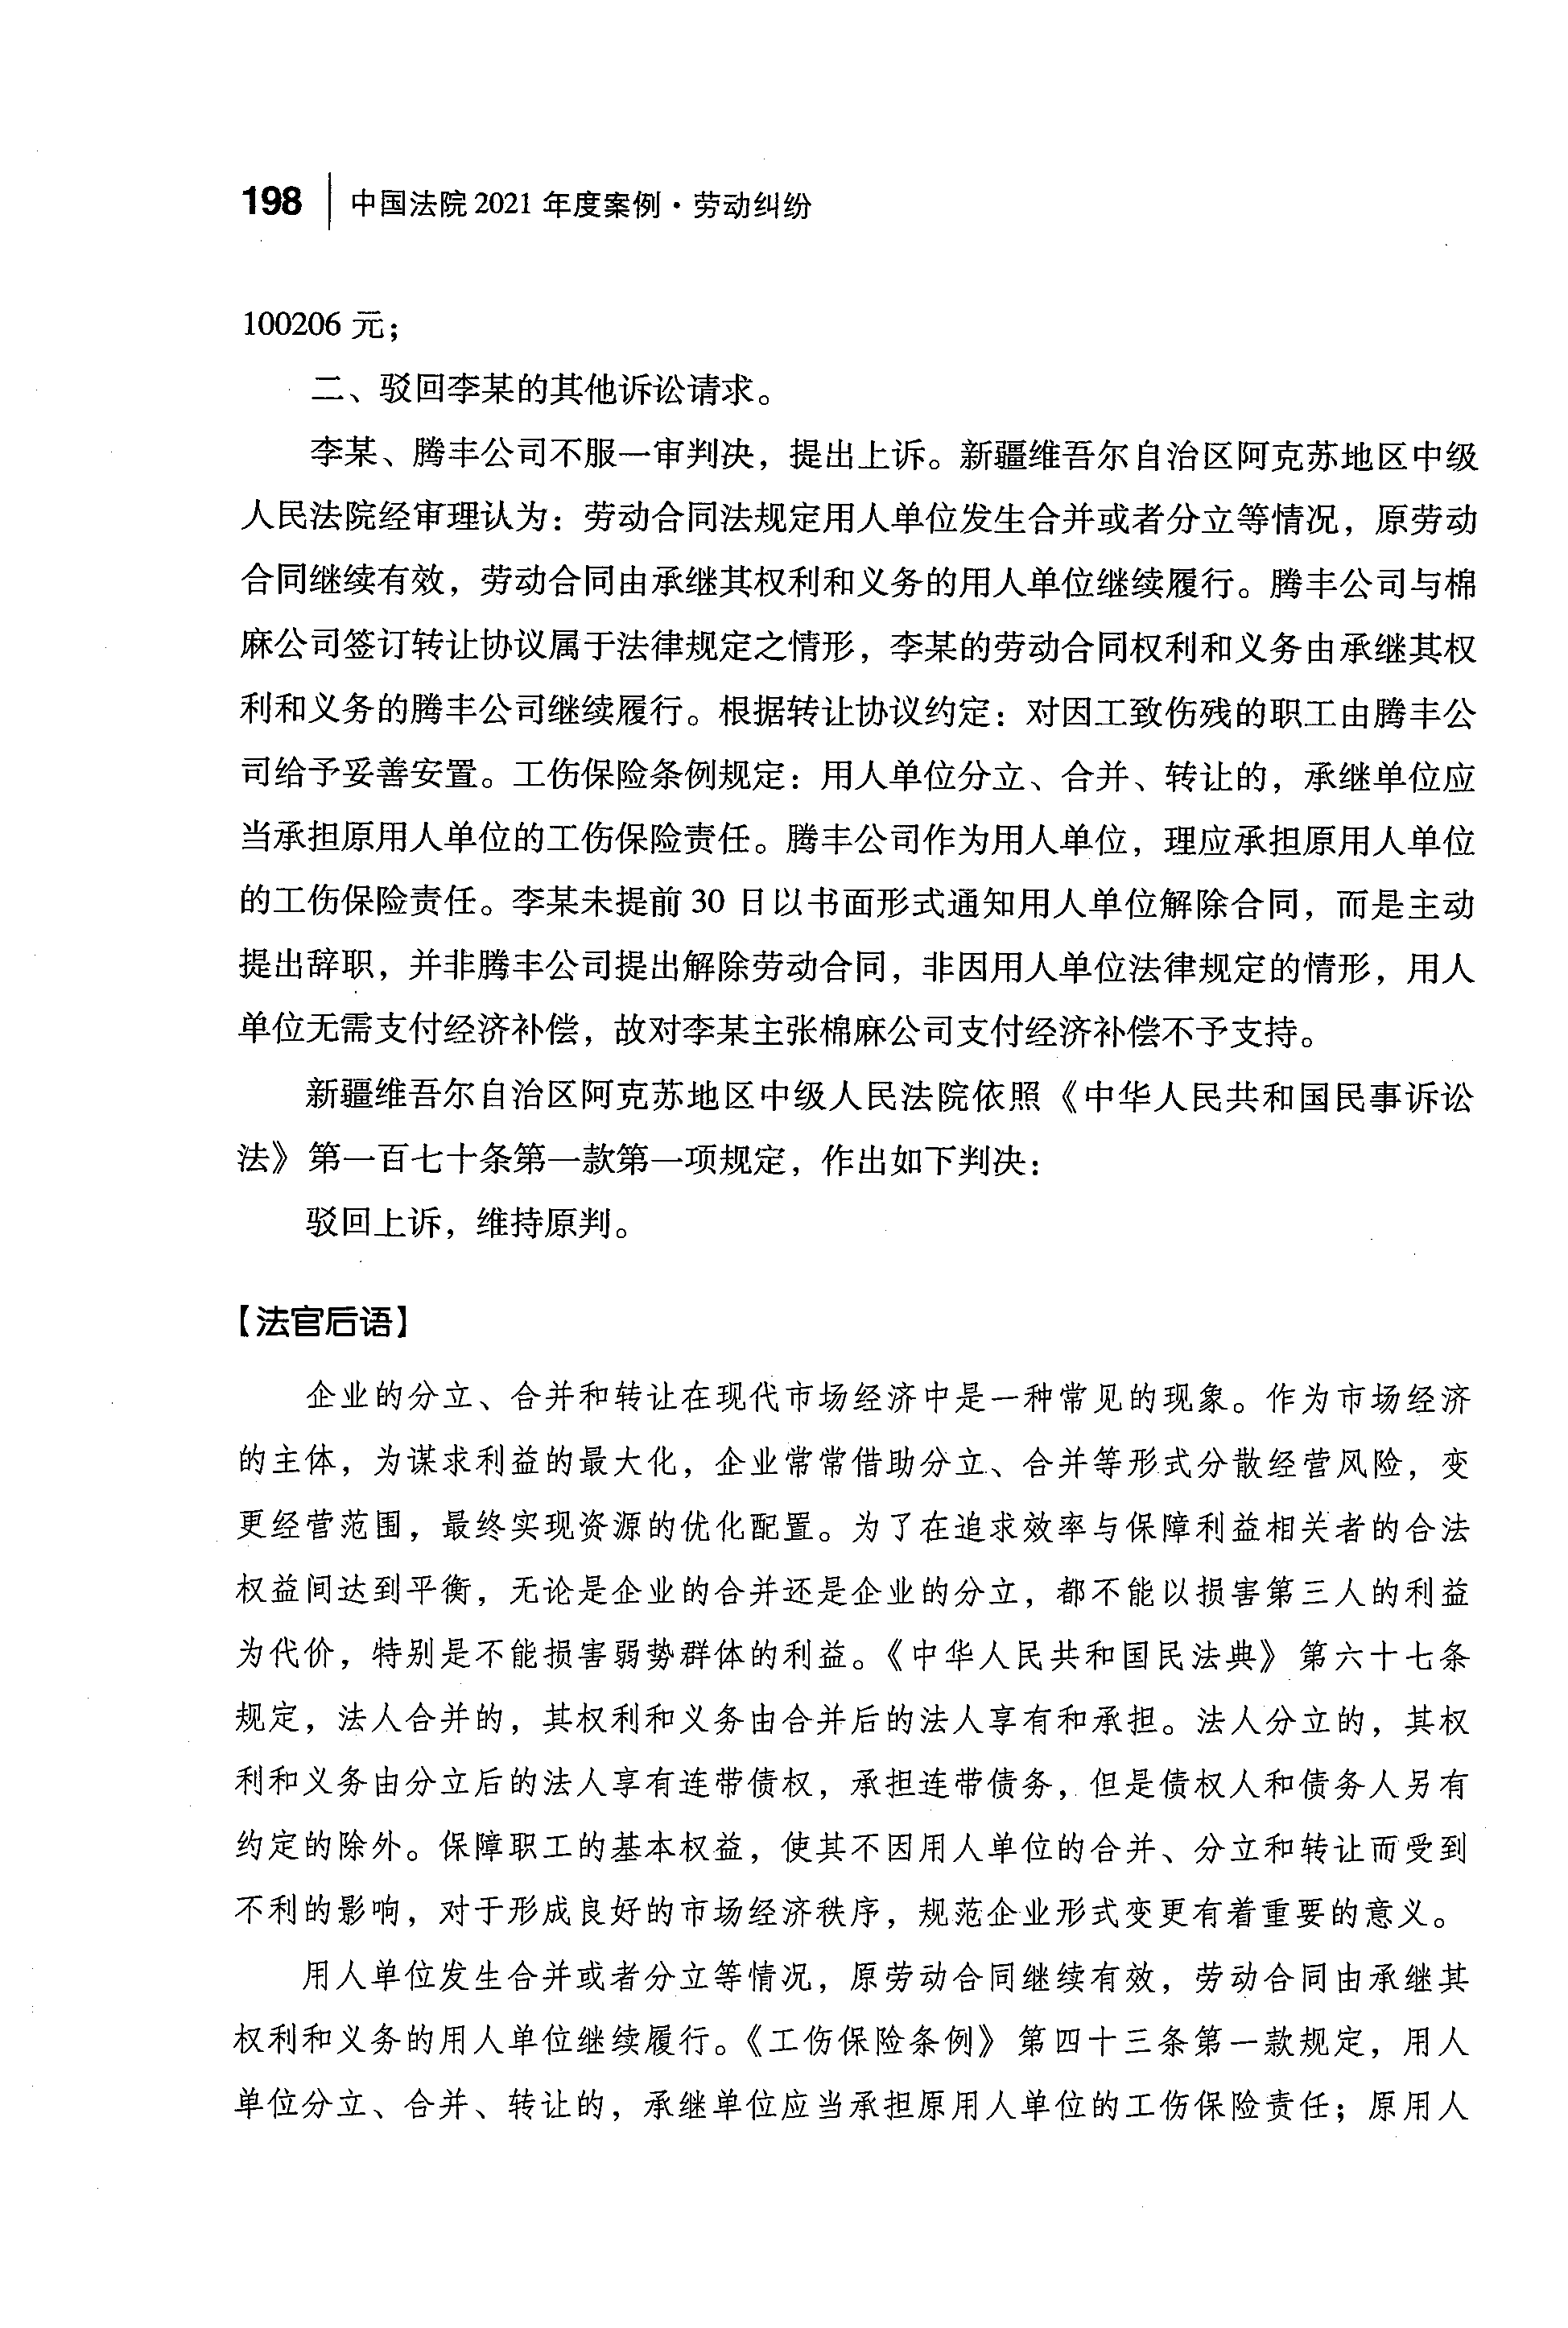 198 中国法院2021年度案例·劳动纠纷
100206元；
二、驳回李某的其他诉讼请求。
李某、腾丰公司不服一审判决，提出上诉。新疆维吾尔自治区阿克苏地区中级
人民法院经审理认为：劳动合同法规定用人单位发生合并或者分立等情况，原劳动
合同继续有效，劳动合同由承继其权利和义务的用人单位继续履行。腾丰公司与棉
麻公司签订转让协议属于法律规定之情形，李某的劳动合同权利和义务由承继其权
利和义务的腾丰公司继续履行。根据转让协议约定：对因工致伤残的职工由腾丰公
司给予妥善安置。工伤保险条例规定：用人单位分立、合并、转让的，承继单位应
当承担原用人单位的工伤保险责任。腾丰公司作为用人单位，理应承担原用人单位
的工伤保险责任。李某未提前30日以书面形式通知用人单位解除合同，而是主动
提出辞职，并非腾丰公司提出解除劳动合同，非因用人单位法律规定的情形，用人
单位无需支付经济补偿，故对李某主张棉麻公司支付经济补偿不予支持。
新疆维吾尔自治区阿克苏地区中级人民法院依照《中华人民共和国民事诉讼
法》第一百七十条第一款第一项规定，作出如下判决：
驳回上诉，维持原判。
【法官后语】
企业的分立、合并和转让在现代市场经济中是一种常见的现象。作为市场经济
的主体，为谋求利益的最大化，企业常常借助分立、合并等形式分散经营风险，变
更经营范围，最终实现资源的优化配置。为了在追求效率与保障利益相关者的合法
权益间达到平衡，无论是企业的合并还是企业的分立，都不能以损害第三人的利益
为代价，特别是不能损害弱势群体的利益。《中华人民共和国民法典》第六十七条
规定，法人合并的，其权利和义务由合并后的法人享有和承担。法人分立的，其权
利和义务由分立后的法人享有连带债权，承担连带债务，但是债权人和债务人另有
约定的除外。保障职工的基本权益，使其不因用人单位的合并、分立和转让而受到
不利的影响，对于形成良好的市场经济秩序，规范企业形式变更有着重要的意义。
用人单位发生合并或者分立等情况，原劳动合同继续有效，劳动合同由承继其
权利和义务的用人单位继续履行。《工伤保险条例》第四十三条第一款规定，用人
单位分立、合并、转让的，承继单位应当承担原用人单位的工伤保险责任；原用人